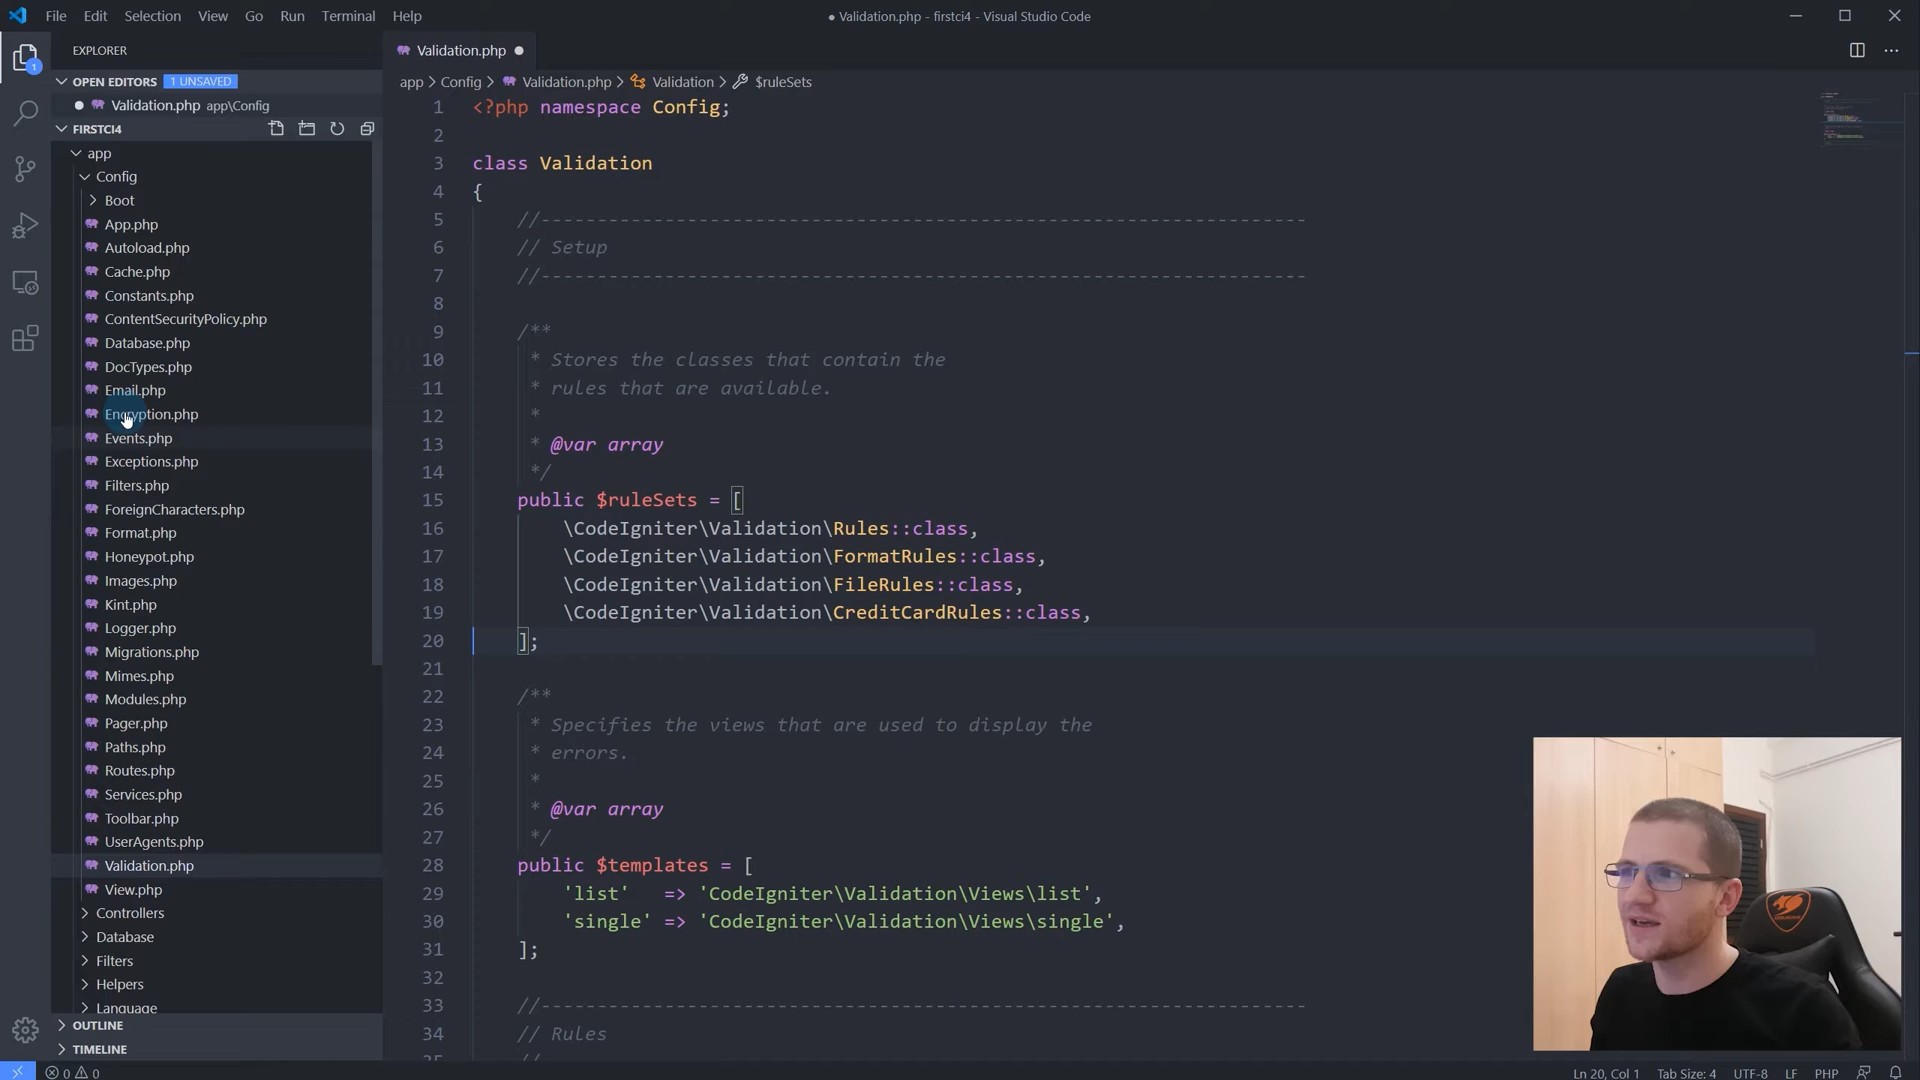 File Edit Selection View Go Run Terminal Help
● Validation.php - firstci4 - Visual Studio Code
EXPLORER
OPEN EDITORS 1 UNSAVED
Validation.php app\Config
FIRSTCI4
app
Config
Boot
App.php
Autoload.php
Cache.php
Constants.php
ContentSecurityPolicy.php
Database.php
DocTypes.php
Email.php
Encryption.php
Events.php
Exceptions.php
Filters.php
ForeignCharacters.php
Format.php
Honeypot.php
Images.php
Kint.php
Logger.php
Migrations.php
Mimes.php
Modules.php
Pager.php
Paths.php
Routes.php
Services.php
Toolbar.php
UserAgents.php
Validation.php
View.php
Controllers
Database
Filters
Helpers
Language
OUTLINE
TIMELINE
1
Validation.php ●
app > Config > Validation.php > Validation > $ruleSets
1 <?php namespace Config;
2
3 class Validation
4 {
5 //--------------------------------------------------------------------
6 // Setup
7 //--------------------------------------------------------------------
8
9 /**
10 * Stores the classes that contain the
11 * rules that are available.
12 *
13 * @var array
14 */
15 public $ruleSets = [
16 \CodeIgniter\Validation\Rules::class,
17 \CodeIgniter\Validation\FormatRules::class,
18 \CodeIgniter\Validation\FileRules::class,
19 \CodeIgniter\Validation\CreditCardRules::class,
20 ];
21
22 /**
23 * Specifies the views that are used to display the
24 * errors.
25 *
26 * @var array
27 */
28 public $templates = [
29 'list' => 'CodeIgniter\Validation\Views\list',
30 'single' => 'CodeIgniter\Validation\Views\single',
31 ];
32
33 //--------------------------------------------------------------------
34 // Rules
0 0
Ln 20, Col 1 Tab Size: 4 UTF-8 LF PHP